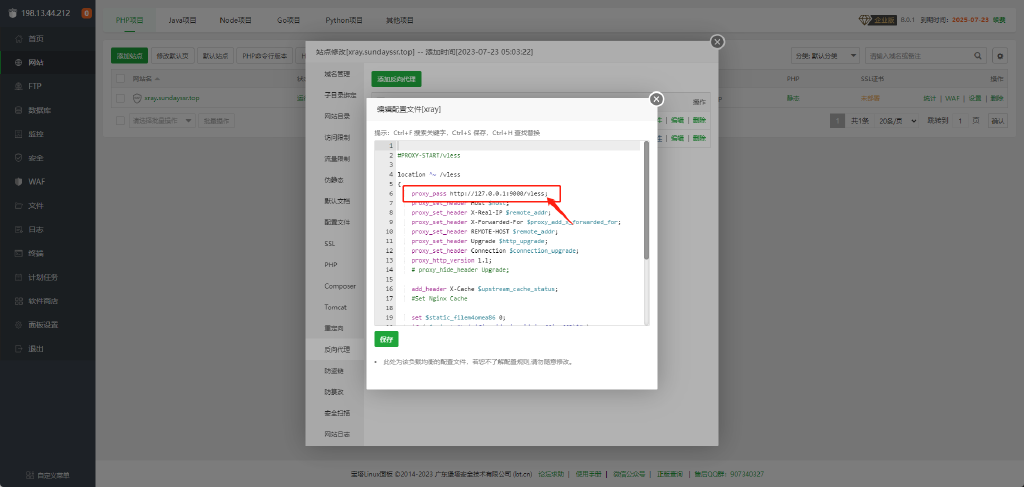 198.13.44.212
0
首页
网站
FTP
数据库
监控
安全
WAF
文件
日志
终端
计划任务
软件商店
面板设置
退出
自定义菜单
PHP项目 Java项目 Node项目 Go项目 Python项目 其他项目
企业版 8.0.1 到期时间：2025-07-23 续费
添加站点 修改默认页 默认站点 PHP命令行版本
分类: 默认分类 请输入域名或备注
网站名 PHP SSL证书 操作
xray.sundayssr.top 静态 未部署 统计 | WAF | 设置 | 删除
请选择批量操作 批量操作 1 共1条 20条/页 跳转到 1 页 确认
站点修改[xray.sundayssr.top] -- 添加时间[2023-07-23 05:03:22]
域名管理
子目录绑定
网站目录
访问限制
流量限制
伪静态
默认文档
配置文件
SSL
PHP
Composer
Tomcat
重定向
反向代理
防盗链
防篡改
安全扫描
网站日志
添加反向代理
操作
编辑 | 删除
编辑 | 删除
编辑配置文件[xray]
提示：Ctrl+F 搜索关键字，Ctrl+S 保存，Ctrl+H 查找替换
1
2 #PROXY-START/vless
3
4 location ^~ /vless
5 {
6 proxy_pass http://127.0.0.1:9000/vless;
7 proxy_set_header Host $host;
8 proxy_set_header X-Real-IP $remote_addr;
9 proxy_set_header X-Forwarded-For $proxy_add_x_forwarded_for;
10 proxy_set_header REMOTE-HOST $remote_addr;
11 proxy_set_header Upgrade $http_upgrade;
12 proxy_set_header Connection $connection_upgrade;
13 proxy_http_version 1.1;
14 # proxy_hide_header Upgrade;
15
16 add_header X-Cache $upstream_cache_status;
17 #Set Nginx Cache
18
19 set $static_filem4omea86 0;
保存
此处为该负载均衡的配置文件，若您不了解配置规则,请勿随意修改。
宝塔Linux面板 ©2014-2023 广东堡塔安全技术有限公司 (bt.cn) 论坛求助 | 使用手册 | 微信公众号 | 正版查询 | 售后QQ群：907340327